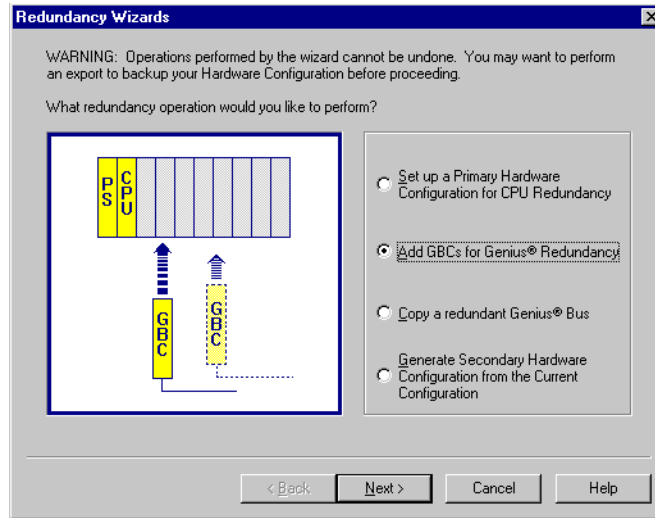 Redundancy Wizards
WARNING: Operations performed by the wizard cannot be undone. You may want to perform
an export to backup your Hardware Configuration before proceeding.
What redundancy operation would you like to perform?
PS
CPU
GBC
GBC
Set up a Primary Hardware
Configuration for CPU Redundancy
Add GBCs for Genius® Redundancy
Copy a redundant Genius® Bus
Generate Secondary Hardware
Configuration from the Current
Configuration
< Back
Next >
Cancel
Help